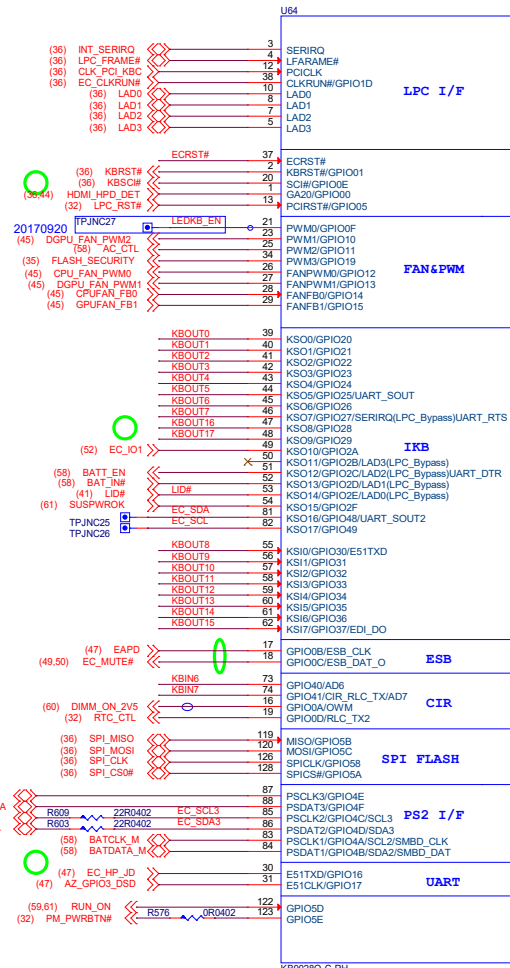 U64
(36) INT_SERIRQ 3 SERIRQ
(36) LPC_FRAME# 4 LFARAME#
(36) CLK_PCI_KBC 12 PCICLK
(36) EC_CLKRUN# 38 CLKRUN#/GPIO1D
(36) LAD0 10 LAD0
(36) LAD1 8 LAD1
(36) LAD2 7 LAD2
(36) LAD3 5 LAD3
LPC I/F
ECRST# 37 ECRST#
(36) KBRST# 2 KBRST#/GPIO01
(36) KBSCI# 20 SCI#/GPIO0E
HDMI_HPD_DET 1 GA20/GPIO00
(32) LPC_RST# 13 PCIRST#/GPIO05
20170920 TPJNC27 LEDKB_EN 21 PWM0/GPIO0F
(45) DGPU_FAN_PWM2 23 PWM1/GPIO10
(58) AC_CTL 25 PWM2/GPIO11
(35) FLASH_SECURITY 34 PWM3/GPIO19
(45) CPU_FAN_PWM0 26 FANPWM0/GPIO12
(45) DGPU_FAN_PWM1 27 FANPWM1/GPIO13
(45) CPUFAN_FB0 28 FANFB0/GPIO14
(45) GPUFAN_FB1 29 FANFB1/GPIO15
FAN&PWM
KBOUT0 39 KSO0/GPIO20
KBOUT1 40 KSO1/GPIO21
KBOUT2 41 KSO2/GPIO22
KBOUT3 42 KSO3/GPIO23
KBOUT4 43 KSO4/GPIO24
KBOUT5 44 KSO5/GPIO25/UART_SOUT
KBOUT6 45 KSO6/GPIO26
KBOUT7 46 KSO7/GPIO27/SERIRQ(LPC_Bypass)UART_RTS
KBOUT16 47 KSO8/GPIO28
KBOUT17 48 KSO9/GPIO29
(52) EC_IO1 49 KSO10/GPIO2A
50 KSO11/GPIO2B/LAD3(LPC_Bypass)
(58) BATT_EN 51 KSO12/GPIO2C/LAD2(LPC_Bypass)UART_DTR
(58) BAT_IN# 52 KSO13/GPIO2D/LAD1(LPC_Bypass)
(41) LID# LID# 53 KSO14/GPIO2E/LAD0(LPC_Bypass)
(61) SUSPWROK 54 KSO15/GPIO2F
TPJNC25 EC_SDA 81 KSO16/GPIO48/UART_SOUT2
TPJNC26 EC_SCL 82 KSO17/GPIO49
IKB
KBOUT8 55 KSI0/GPIO30/E51TXD
KBOUT9 56 KSI1/GPIO31
KBOUT10 57 KSI2/GPIO32
KBOUT11 58 KSI3/GPIO33
KBOUT12 59 KSI4/GPIO34
KBOUT13 60 KSI5/GPIO35
KBOUT14 61 KSI6/GPIO36
KBOUT15 62 KSI7/GPIO37/EDI_DO
(47) EAPD 17 GPIO0B/ESB_CLK
(49,50) EC_MUTE# 18 GPIO0C/ESB_DAT_O
ESB
KBIN6 73 GPIO40/AD6
KBIN7 74 GPIO41/CIR_RLC_TX/AD7
(60) DIMM_ON_2V5 16 GPIO0A/OWM
(32) RTC_CTL 19 GPIO0D/RLC_TX2
CIR
(36) SPI_MISO 119 MISO/GPIO5B
(36) SPI_MOSI 120 MOSI/GPIO5C
(36) SPI_CLK 126 SPICLK/GPIO58
(36) SPI_CS0# 128 SPICS#/GPIO5A
SPI FLASH
87 PSCLK3/GPIO4E
88 PSDAT3/GPIO4F
R609 22R0402 EC_SCL3 85 PSCLK2/GPIO4C/SCL3
R603 22R0402 EC_SDA3 86 PSDAT2/GPIO4D/SDA3
(58) BATCLK_M 83 PSCLK1/GPIO4A/SCL2/SMBD_CLK
(58) BATDATA_M 84 PSDAT1/GPIO4B/SDA2/SMBD_DAT
PS2 I/F
(47) EC_HP_JD 30 E51TXD/GPIO16
(47) AZ_GPIO3_DSD 31 E51CLK/GPIO17
UART
(59,61) RUN_ON 122 GPIO5D
(32) PM_PWRBTN# R576 0R0402 123 GPIO5E